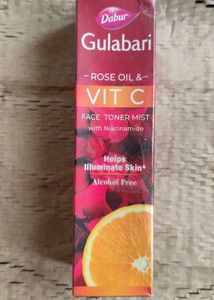 Dabur
Gulabari
ROSE OIL &
VIT C
FACE TONER MIST
with Niacinamide
Helps
Illuminate Skin*
Alcohol Free